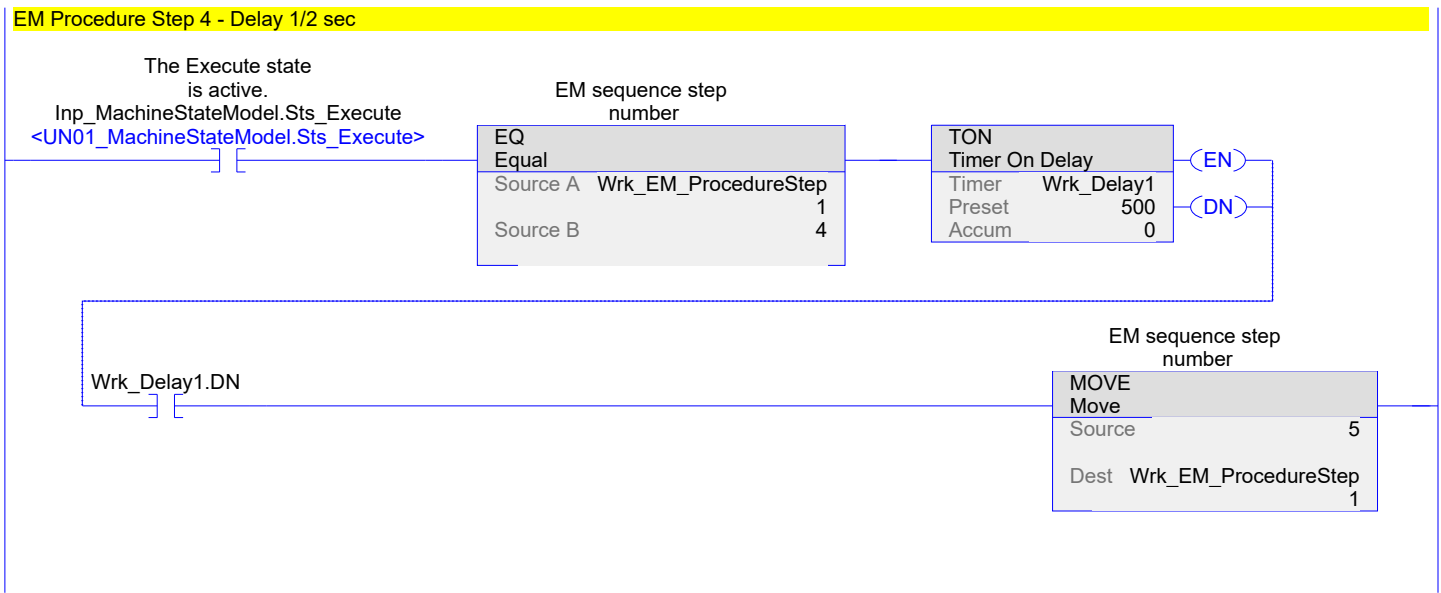 EM Procedure Step 4 - Delay 1/2 sec
The Execute state
is active.
Inp_MachineStateModel.Sts_Execute
<UN01_MachineStateModel.Sts_Execute>
EM sequence step
number
EQ
Equal
Source A Wrk_EM_ProcedureStep
1
Source B 4
TON
Timer On Delay
Timer Wrk_Delay1
Preset 500
Accum 0
EN
DN
Wrk_Delay1.DN
EM sequence step
number
MOVE
Move
Source 5
Dest Wrk_EM_ProcedureStep
1